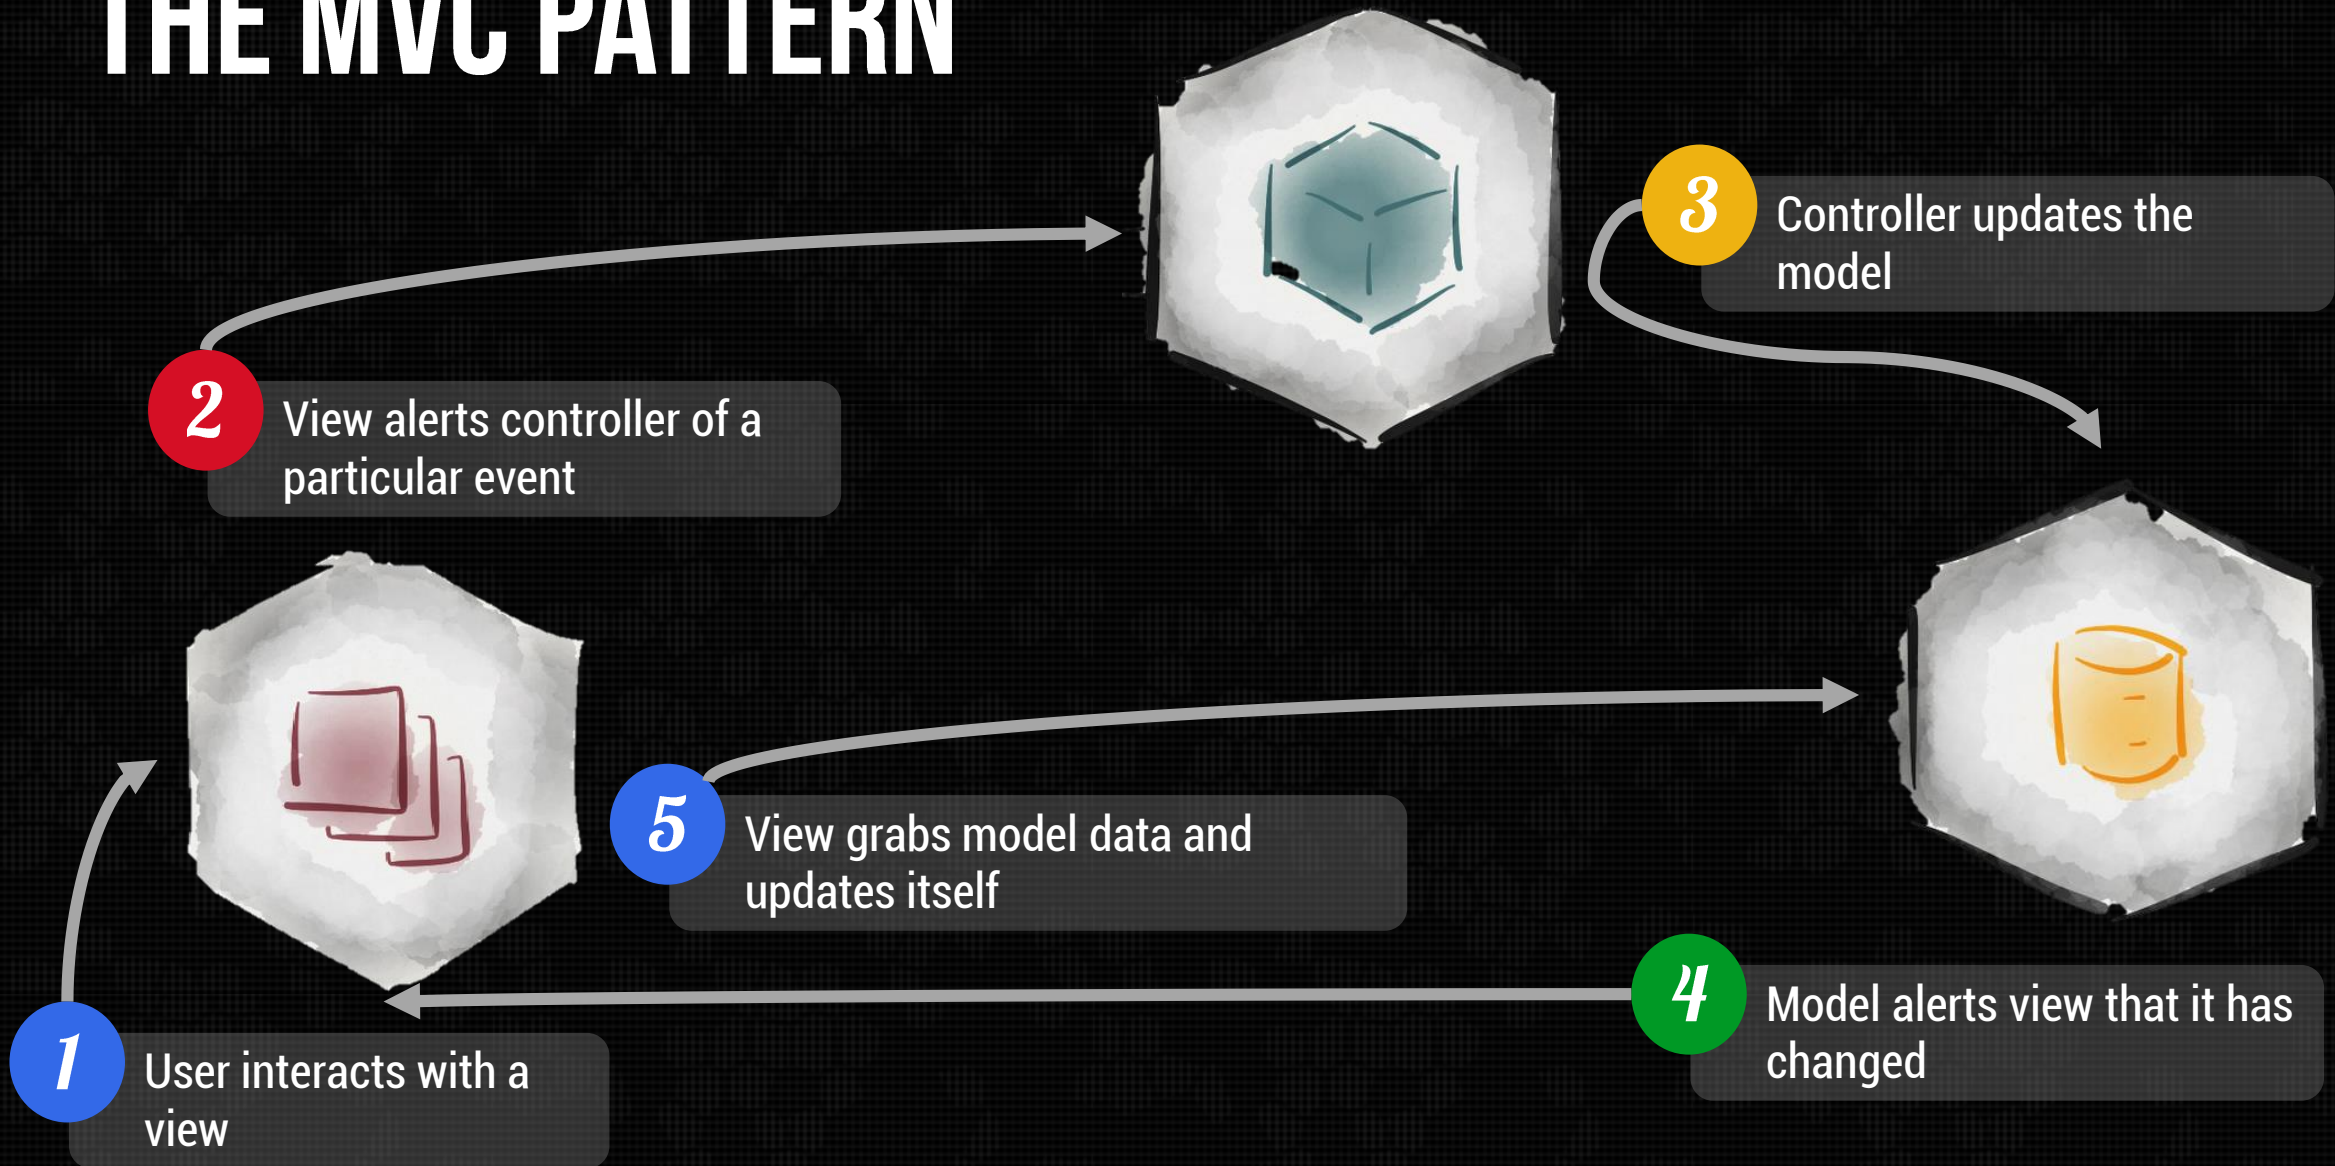 THE MVC PATTERN
3
Controller updates the
model
2
View alerts controller of a
particular event
5
View grabs model data and
updates itself
4
Model alerts view that it has
changed
1
User interacts with a
view